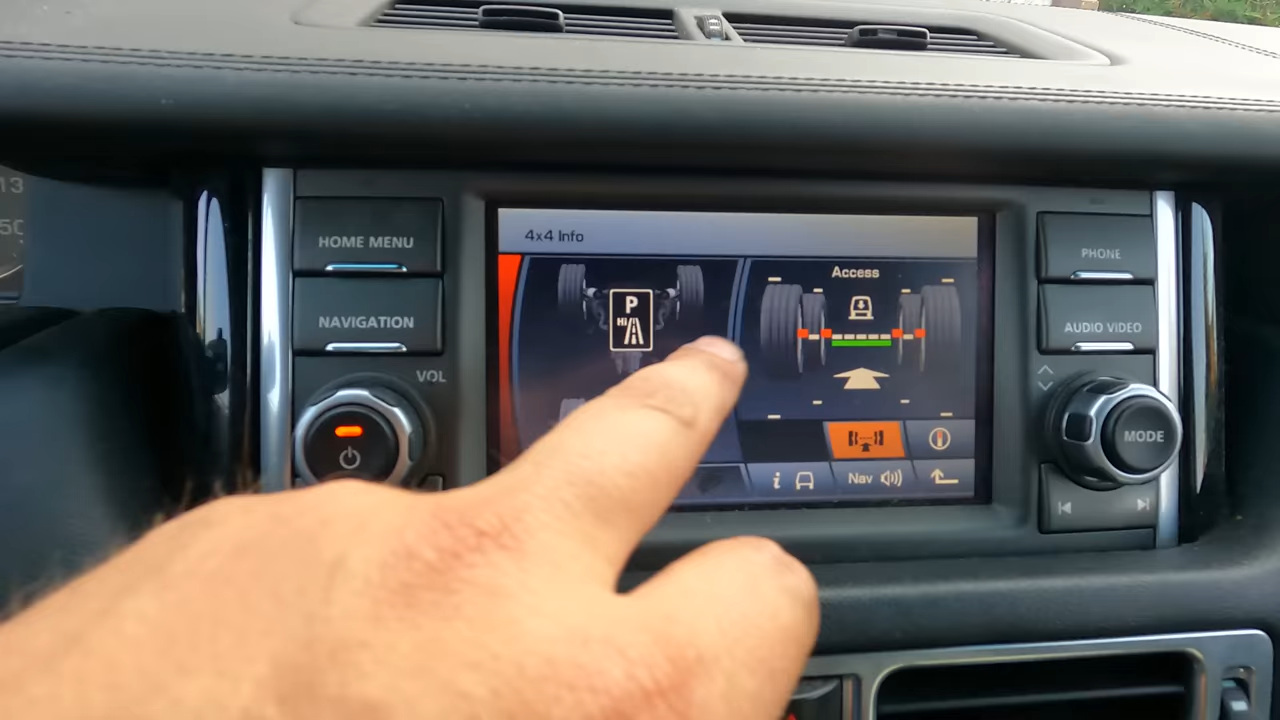 13
50
HOME MENU
NAVIGATION
VOL
4x4 Info
P
Hi
Access
i
Nav
PHONE
AUDIO VIDEO
MODE